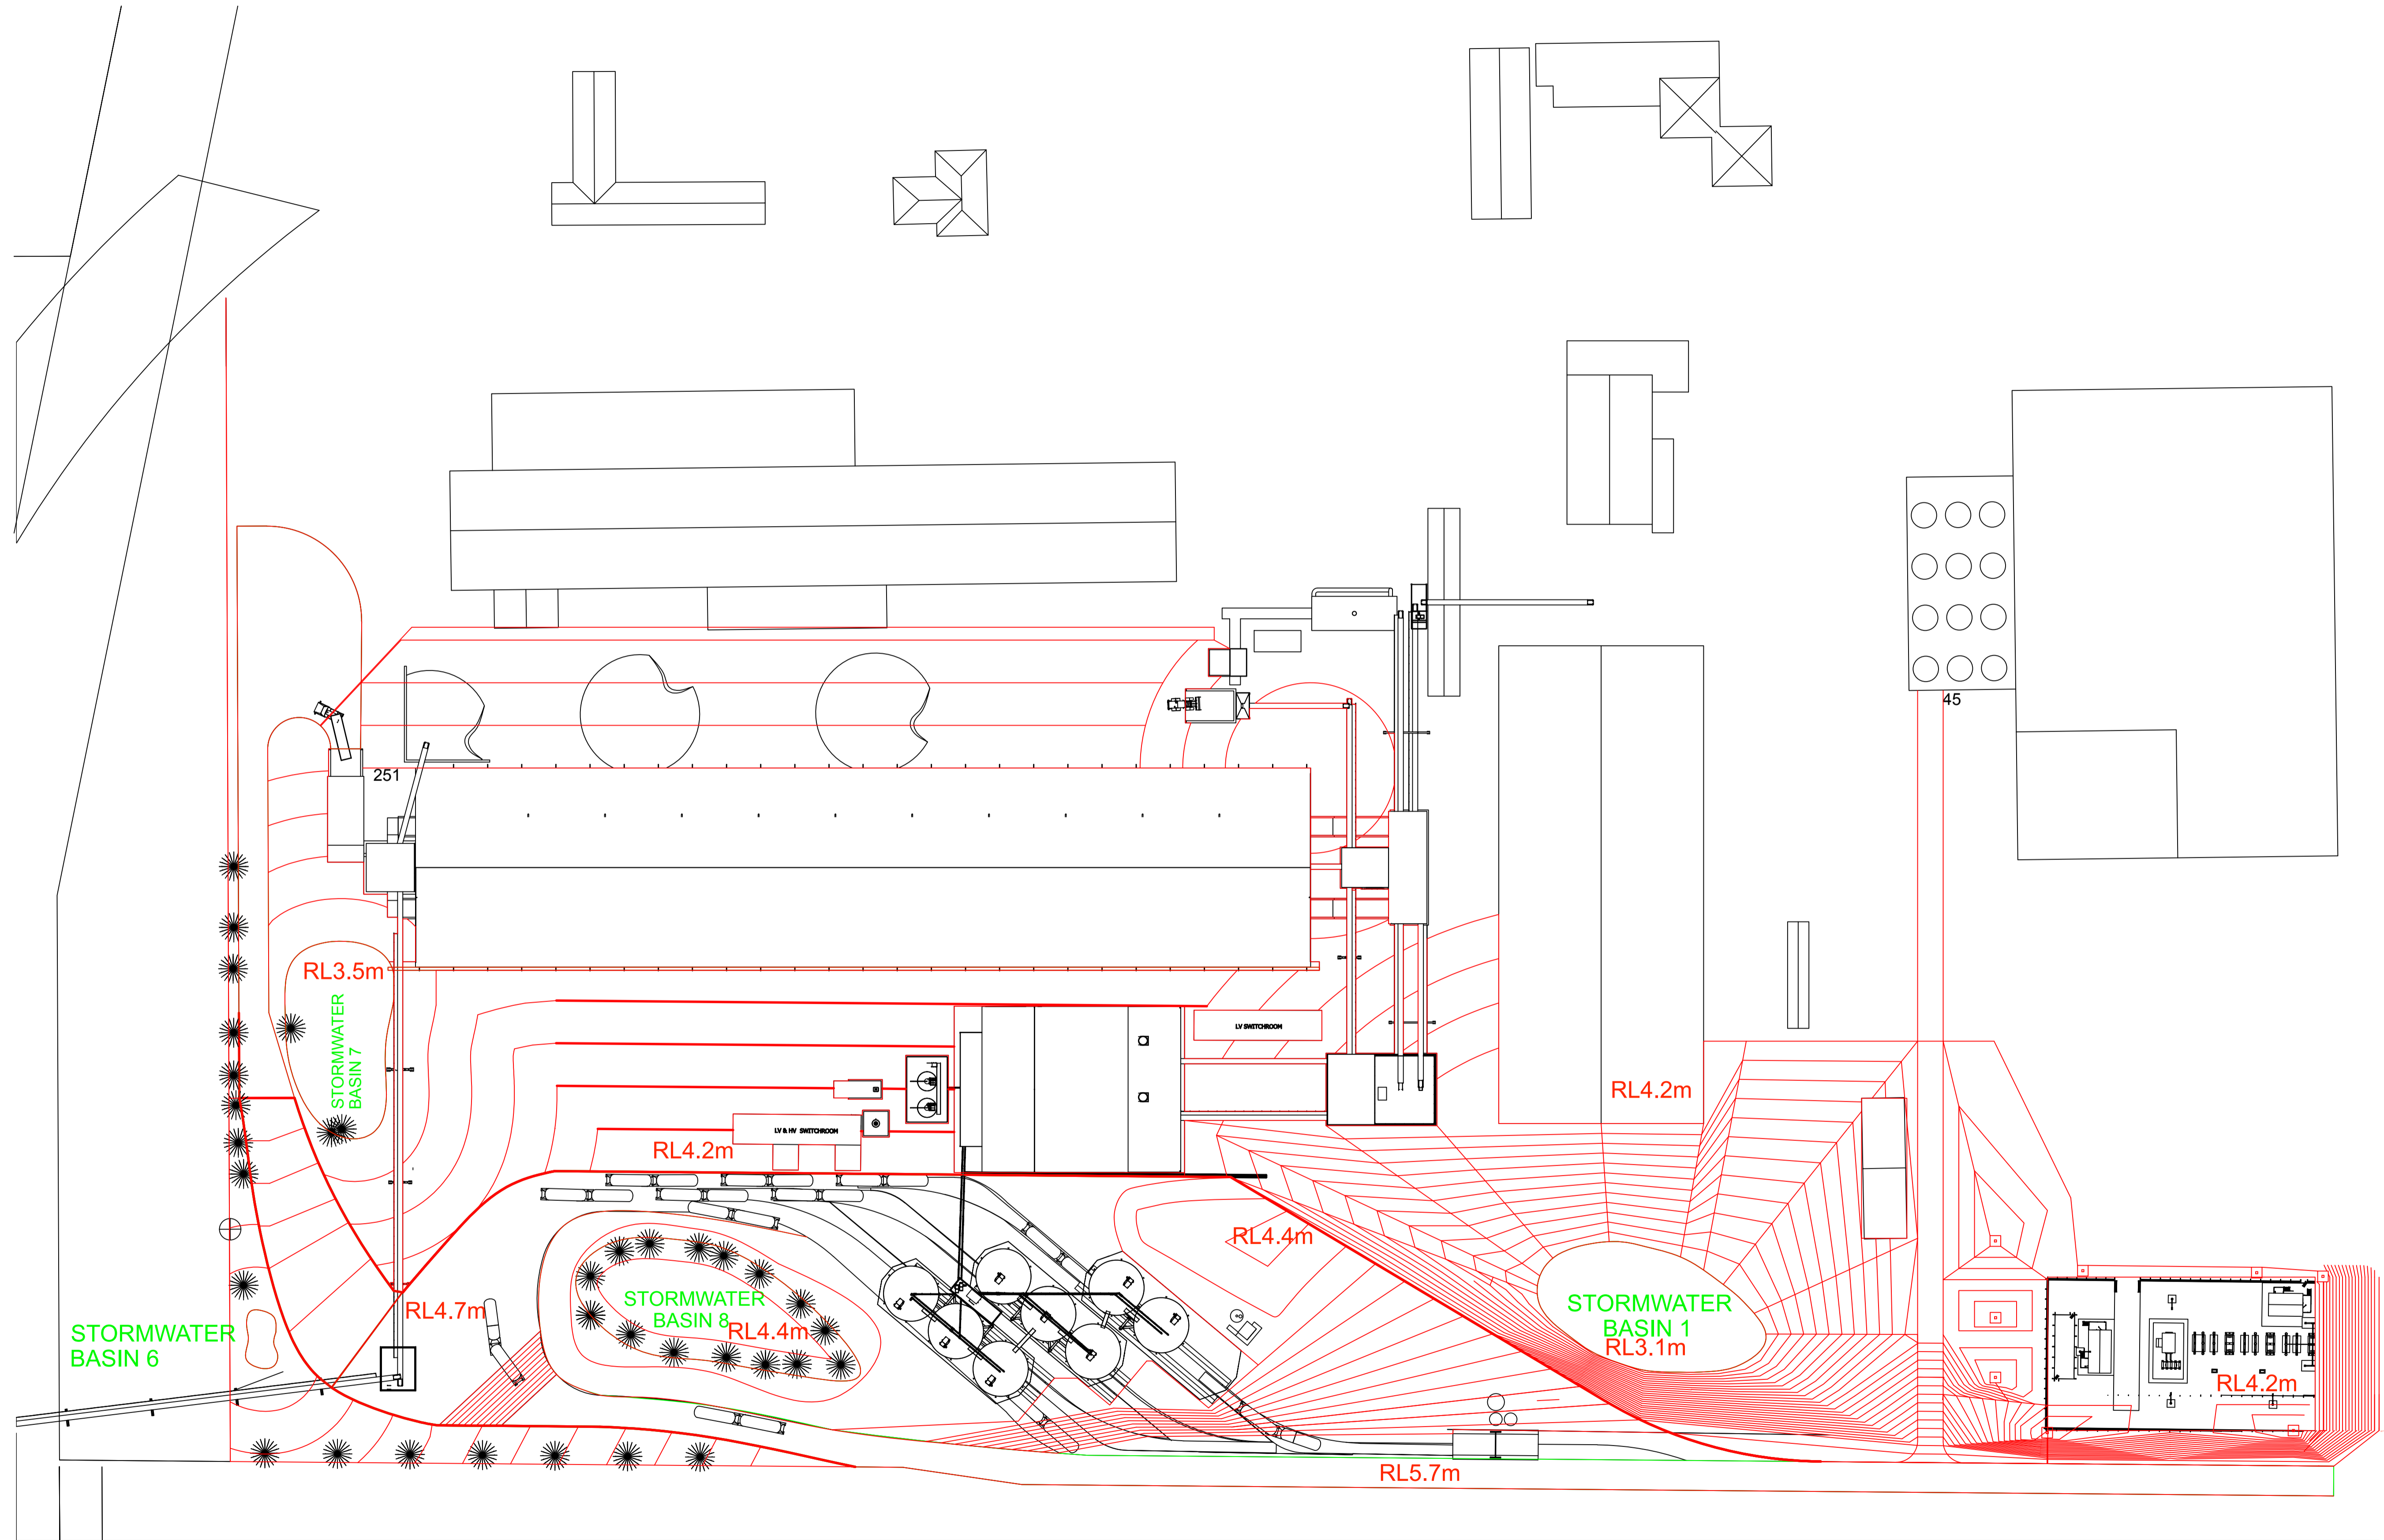 45
251
RL3.5m
STORMWATER
BASIN 7
LV SWITCHROOM
RL4.2m
LV & HV SWITCHROOM
RL4.2m
RL4.4m
STORMWATER
BASIN 8
RL4.4m
RL4.7m
STORMWATER
BASIN 1
RL3.1m
STORMWATER
BASIN 6
RL4.2m
RL5.7m